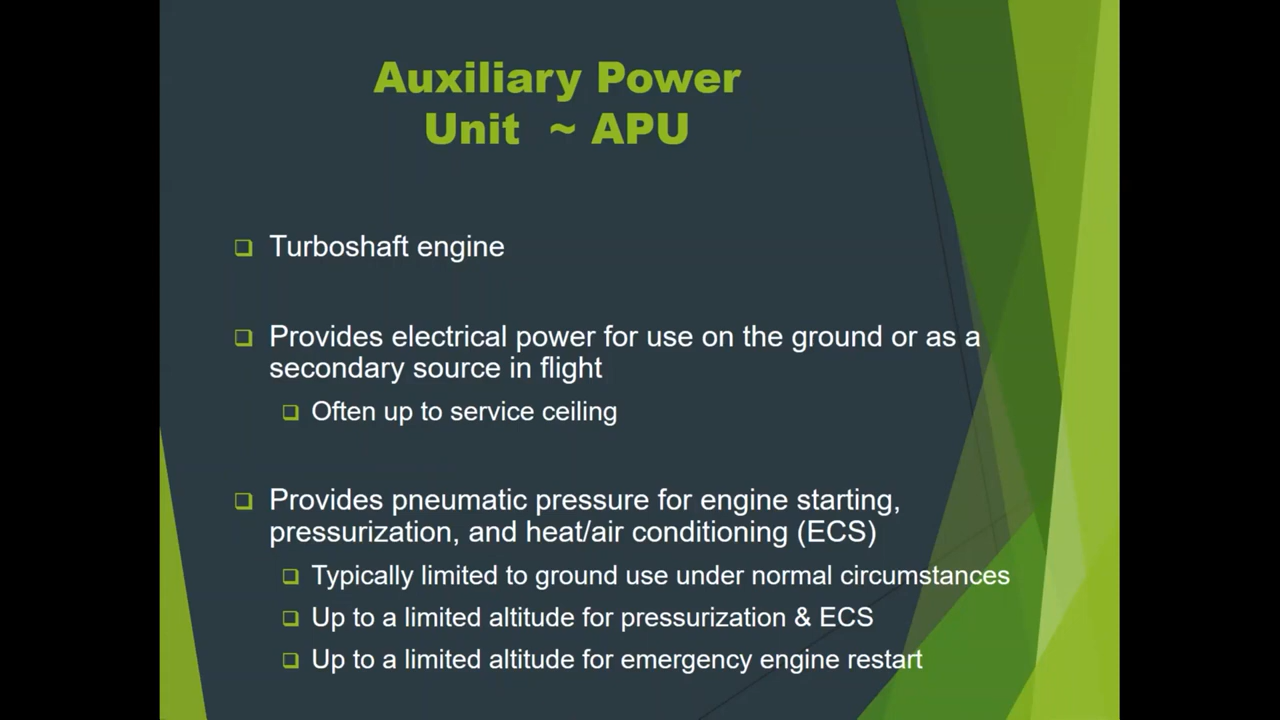 Auxiliary Power
Unit ~ APU
Turboshaft engine
Provides electrical power for use on the ground or as a
secondary source in flight
Often up to service ceiling
Provides pneumatic pressure for engine starting,
pressurization, and heat/air conditioning (ECS)
Typically limited to ground use under normal circumstances
Up to a limited altitude for pressurization & ECS
Up to a limited altitude for emergency engine restart